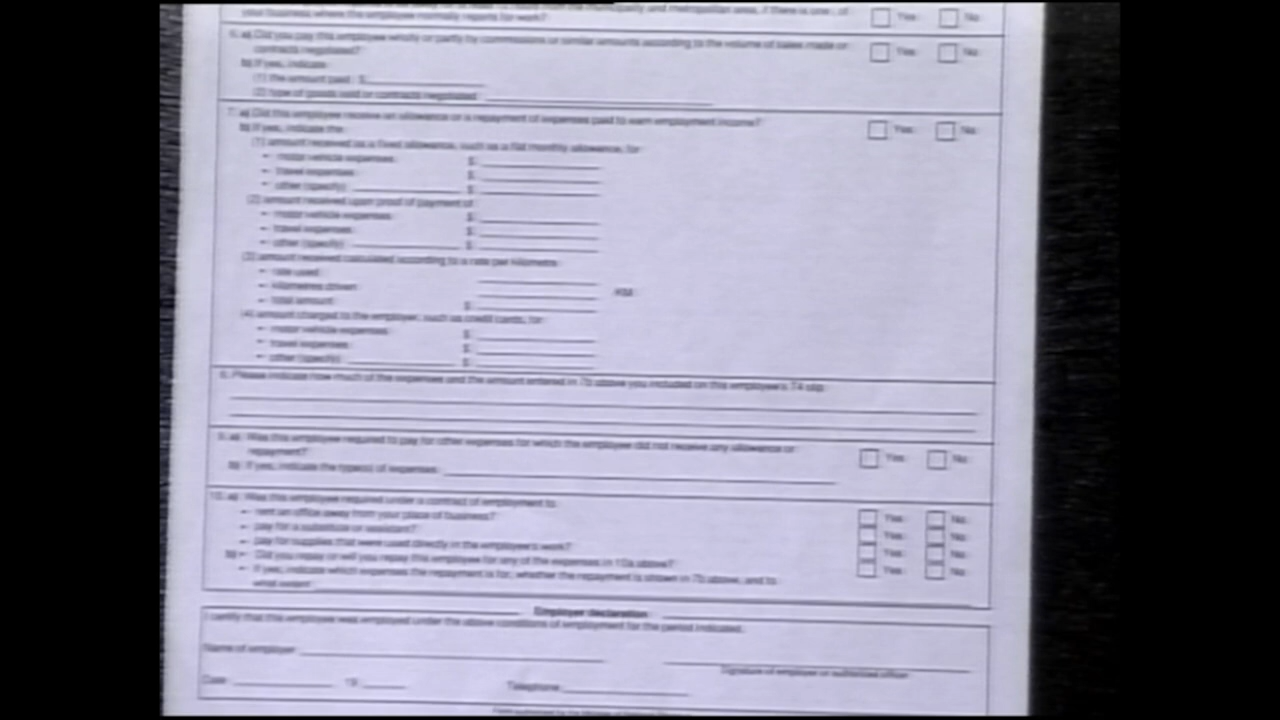 your business where the employee normally reports for work? Yes No
6. a) Did you pay this employee wholly or partly by commissions or similar amounts according to the volume of sales made or Yes No
contracts negotiated?
b) If yes, indicate:
(1) the amount paid: $
(2) type of goods sold or contracts negotiated:
7. a) Did this employee receive an allowance or a repayment of expenses paid to earn employment income? Yes No
b) If yes, indicate the:
(1) amount received as a fixed allowance, such as a flat monthly allowance, for:
- motor vehicle expenses: $
- travel expenses: $
- other (specify): $
(2) amount received upon proof of payment of:
- motor vehicle expenses: $
- travel expenses: $
- other (specify): $
(3) amount received calculated according to a rate per kilometre:
- rate used:
- kilometres driven: KM
- total amount: $
(4) amount charged to the employer, such as credit cards, for:
- motor vehicle expenses: $
- travel expenses: $
- other (specify): $
8. Please indicate how much of the expenses and the amount entered in 7b above you included on this employee's T4 slip:
9. a) Was this employee required to pay for other expenses for which the employee did not receive any allowance or
repayment? Yes No
b) If yes, indicate the type(s) of expenses:
10. a) Was this employee required under a contract of employment to:
- rent an office away from your place of business? Yes No
- pay for a substitute or assistant? Yes No
- pay for supplies that were used directly in the employee's work? Yes No
b) - Did you repay or will you repay this employee for any of the expenses in 10a above? Yes No
- If yes, indicate which expenses the repayment is for, whether the repayment is shown in 7b above, and to
what extent:
Employer declaration
I certify that this employee was employed under the above conditions of employment for the period indicated.
Name of employer:
Signature of employer or authorized officer
Date 19 Telephone